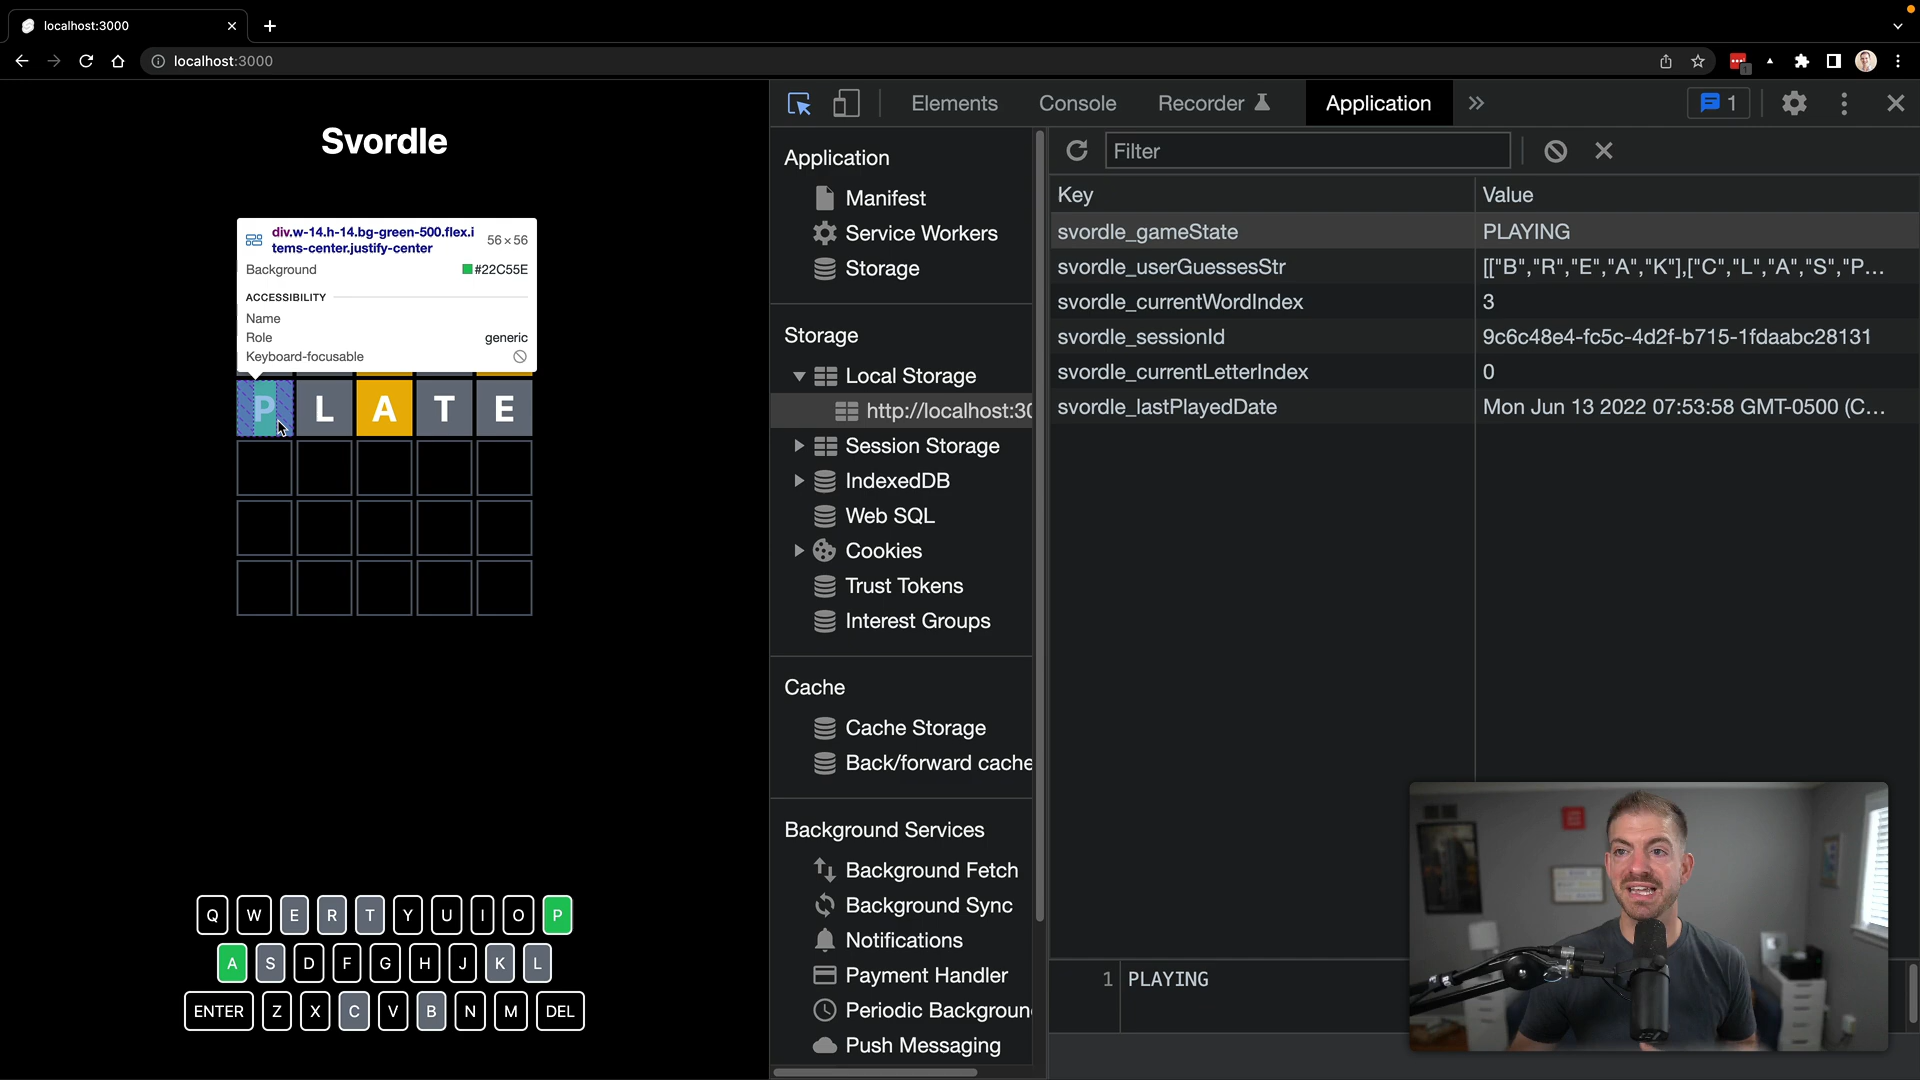 localhost:3000
localhost:3000
1
Svordle
div.w-14.h-14.bg-green-500.flex.i
tems-center.justify-center
56×56
Background
#22C55E
ACCESSIBILITY
Name
Role
generic
Keyboard-focusable
P L A T E
Q W E R T Y U I O P
A S D F G H J K L
ENTER Z X C V B N M DEL
Elements
Console
Recorder
Application
1
Application
Manifest
Service Workers
Storage
Storage
Local Storage
http://localhost:30
Session Storage
IndexedDB
Web SQL
Cookies
Trust Tokens
Interest Groups
Cache
Cache Storage
Back/forward cache
Background Services
Background Fetch
Background Sync
Notifications
Payment Handler
Periodic Backgroun
Push Messaging
Filter
Key Value
svordle_gameState PLAYING
svordle_userGuessesStr [["B","R","E","A","K"],["C","L","A","S","P…
svordle_currentWordIndex 3
svordle_sessionId 9c6c48e4-fc5c-4d2f-b715-1fdaabc28131
svordle_currentLetterIndex 0
svordle_lastPlayedDate Mon Jun 13 2022 07:53:58 GMT-0500 (C…
1 PLAYING